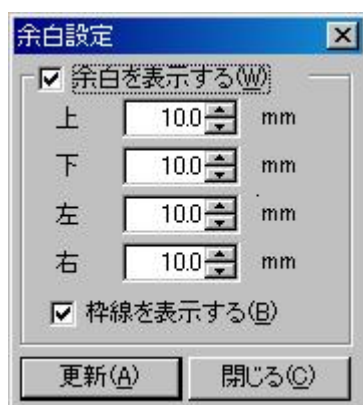 余白設定
余白を表示する(W)
上 10.0 mm
下 10.0 mm
左 10.0 mm
右 10.0 mm
枠線を表示する(B)
更新(A) 閉じる(C)